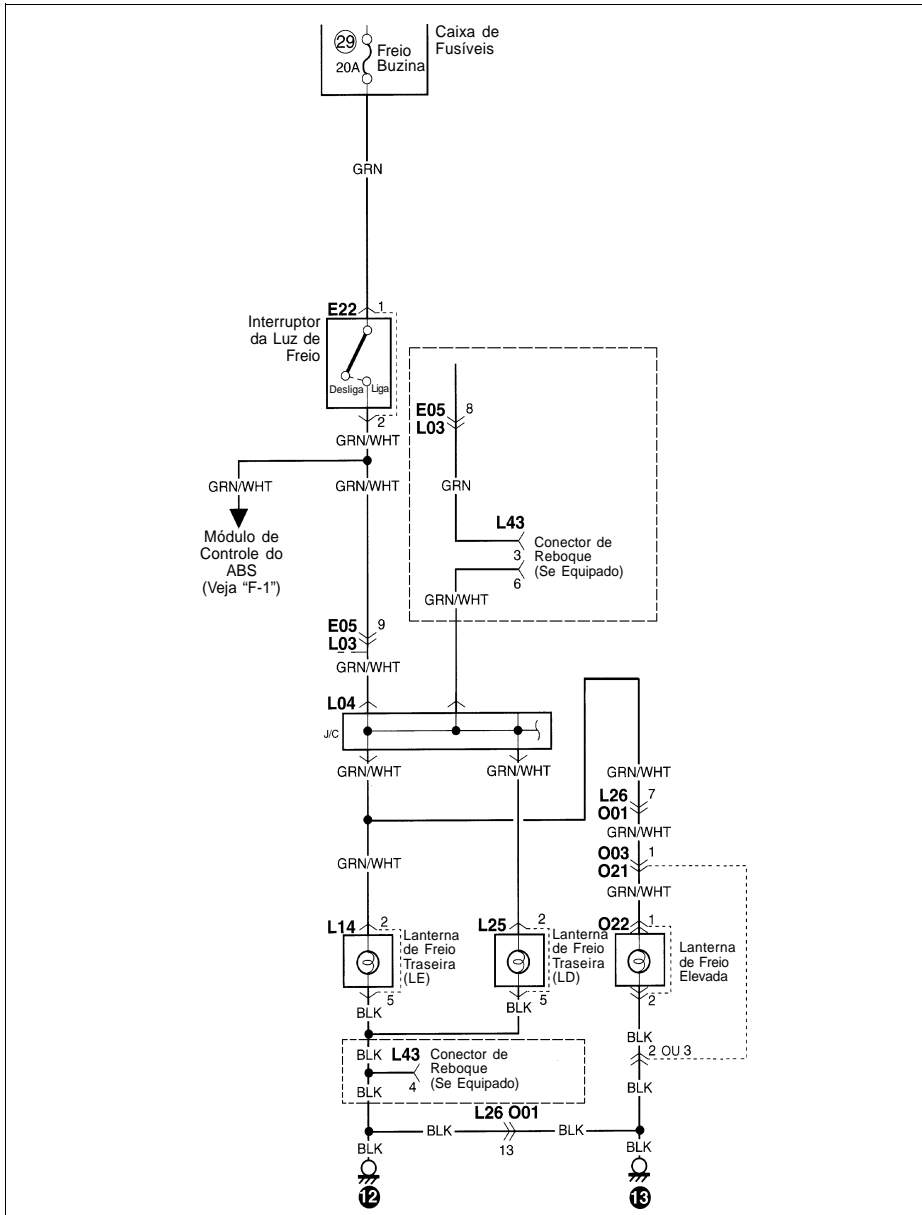 Caixa de
Fusíveis
29
20A
Freio
Buzina
GRN
E22 1
Interruptor
da Luz de
Freio
Desliga Liga
2
GRN/WHT
GRN/WHT
GRN/WHT
Módulo de
Controle do
ABS
(Veja “F-1”)
E05 8
L03
GRN
L43
3
Conector de
Reboque
(Se Equipado)
6
GRN/WHT
E05 9
L03
GRN/WHT
L04
J/C
GRN/WHT
GRN/WHT
GRN/WHT
L26 7
O01
GRN/WHT
O03 1
O21
GRN/WHT
GRN/WHT
L14 2
Lanterna
de Freio
Traseira
(LE)
5
BLK
L25 2
Lanterna
de Freio
Traseira
(LD)
5
BLK
O22 1
Lanterna
de Freio
Elevada
2
BLK
2 OU 3
BLK
BLK
L43
4
Conector de
Reboque
(Se Equipado)
BLK
L26 O01
BLK
13
BLK
BLK
BLK
12
13